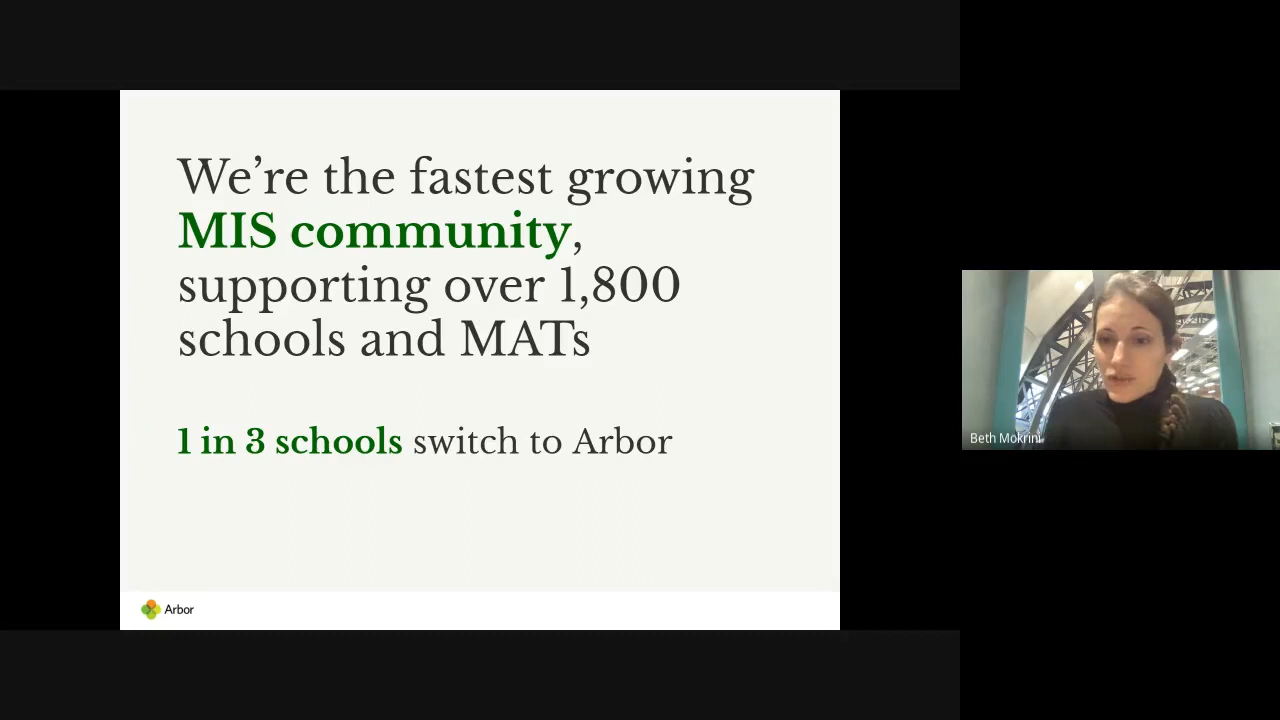 We’re the fastest growing
MIS community,
supporting over 1,800
schools and MATs
1 in 3 schools switch to Arbor
Arbor
Beth Mokrini